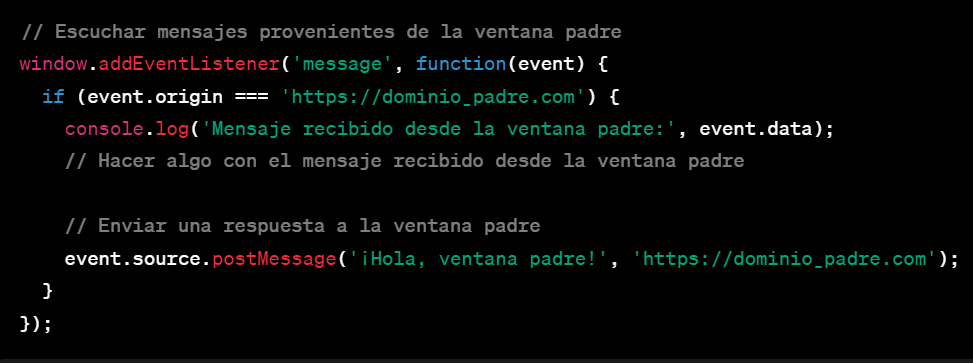 // Escuchar mensajes provenientes de la ventana padre
window.addEventListener('message', function(event) {
  if (event.origin === 'https://dominio_padre.com') {
    console.log('Mensaje recibido desde la ventana padre:', event.data);
    // Hacer algo con el mensaje recibido desde la ventana padre

    // Enviar una respuesta a la ventana padre
    event.source.postMessage('¡Hola, ventana padre!', 'https://dominio_padre.com');
  }
});